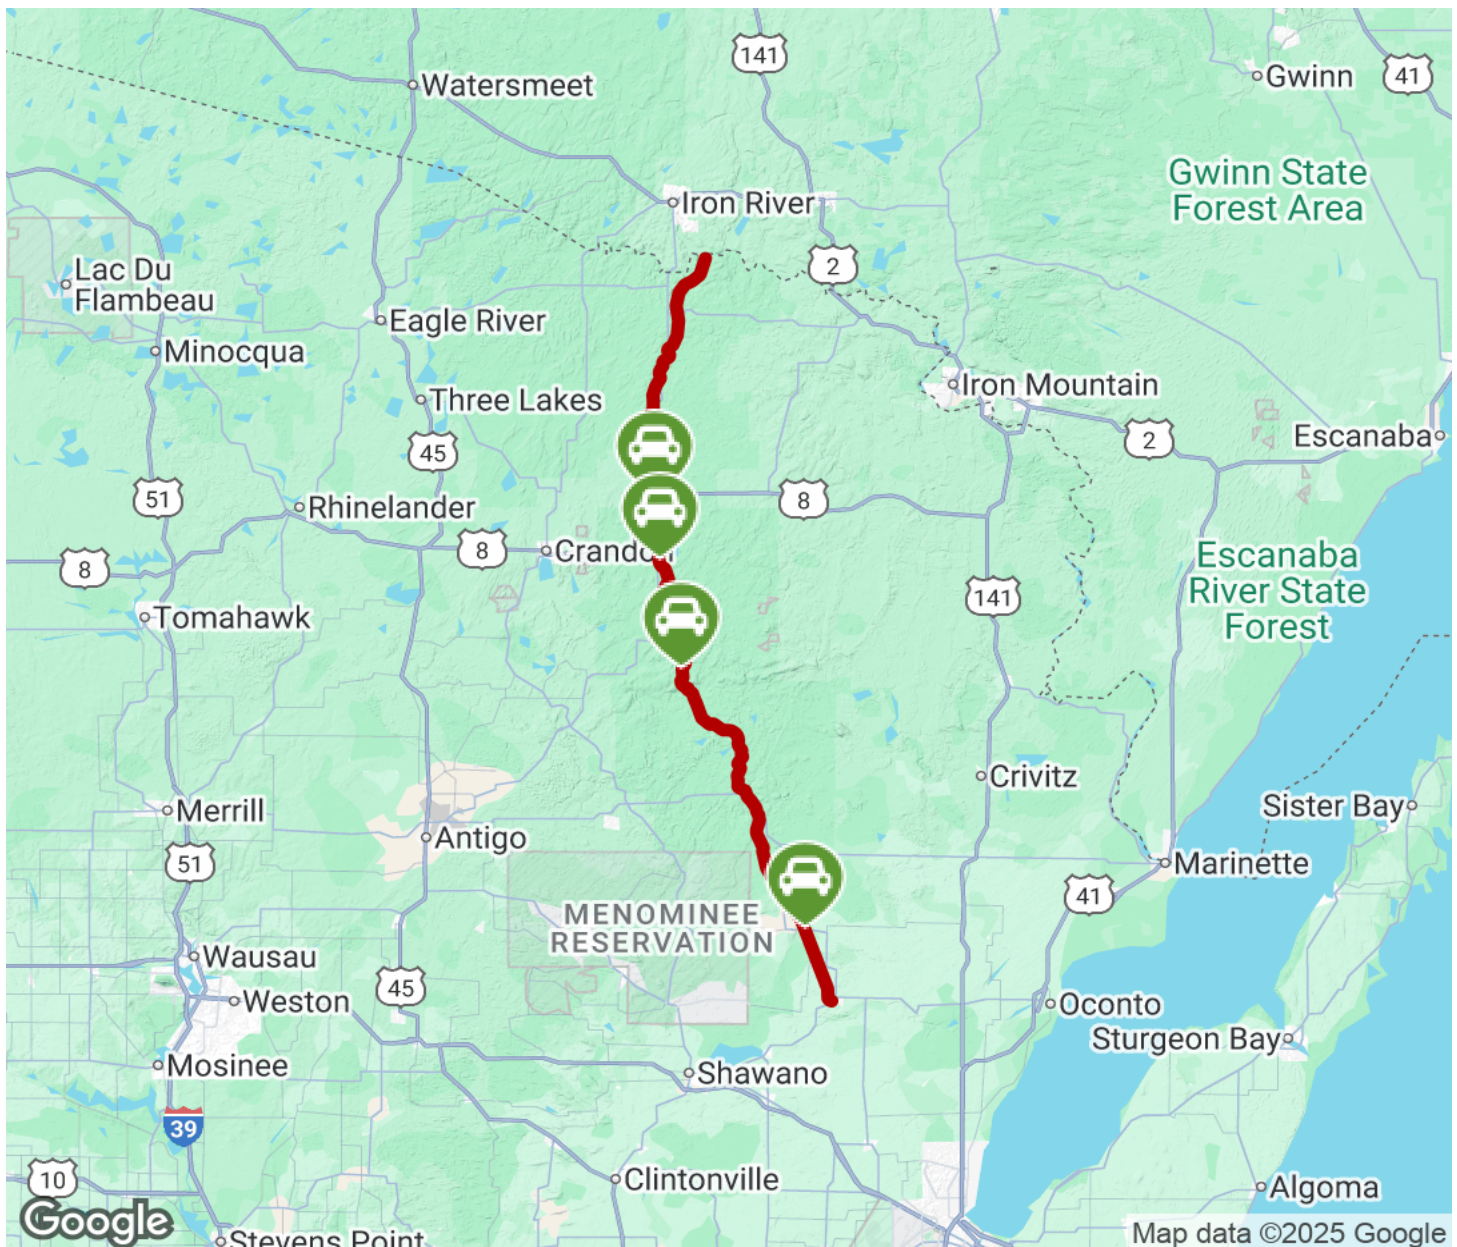 141
Gwinn
41
Watersmeet
Gwinn State
Forest Area
Iron River
2
Lac Du
Flambeau
Eagle River
Minocqua
Iron Mountain
Three Lakes
2
Escanaba
45
51
Rhinelander
8
8
Crandon
8
Escanaba
River State
Forest
141
Tomahawk
Crivitz
Sister Bay
Merrill
Antigo
51
Marinette
41
MENOMINEE
RESERVATION
Wausau
45
Weston
Oconto
Sturgeon Bay
Mosinee
Shawano
39
10
Clintonville
Algoma
Google
Stevens Point
Map data ©2025 Google